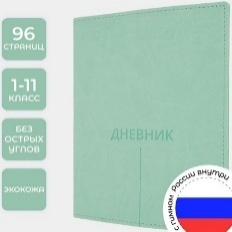 96
СТРАНИЦ
1-11
КЛАСС
БЕЗ
ОСТРЫХ
УГЛОВ
ЭКОКОЖА
ДНЕВНИК
с гимном россии внутри